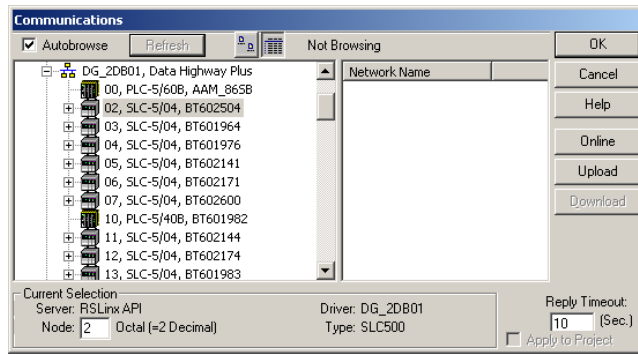 Communications
Autobrowse Refresh Not Browsing OK
DG_2DB01, Data Highway Plus Network Name Cancel
00, PLC-5/60B, AAM_86SB
02, SLC-5/04, BT602504 Help
03, SLC-5/04, BT601964
04, SLC-5/04, BT601976 Online
05, SLC-5/04, BT602141
06, SLC-5/04, BT602171 Upload
07, SLC-5/04, BT602600 Download
10, PLC-5/40B, BT601982
11, SLC-5/04, BT602144
12, SLC-5/04, BT602174
13, SLC-5/04, BT601983
Current Selection
Server: RSLinx API Driver: DG_2DB01 Reply Timeout:
Node: 2 Octal (=2 Decimal) Type: SLC500 10 (Sec.)
Apply to Project